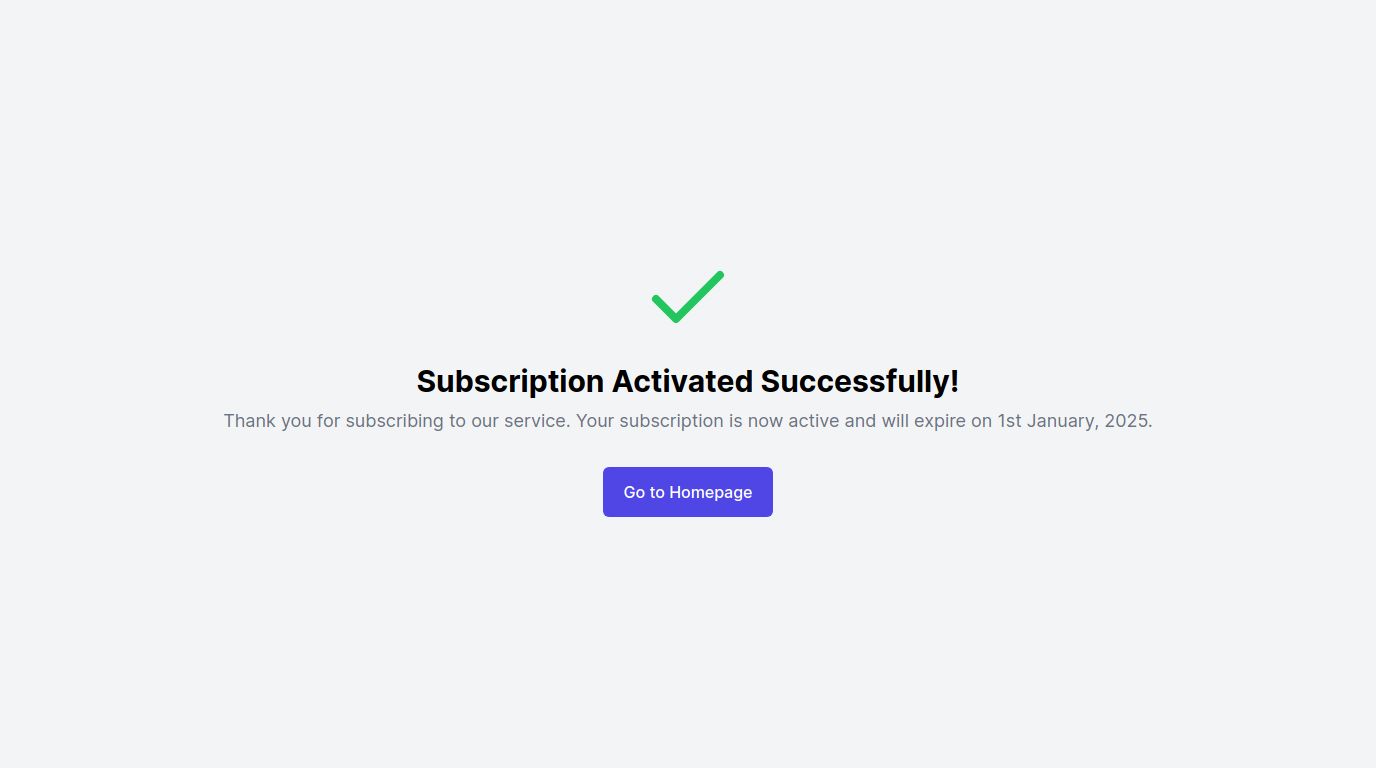 Subscription Activated Successfully!
Thank you for subscribing to our service. Your subscription is now active and will expire on 1st January, 2025.
Go to Homepage